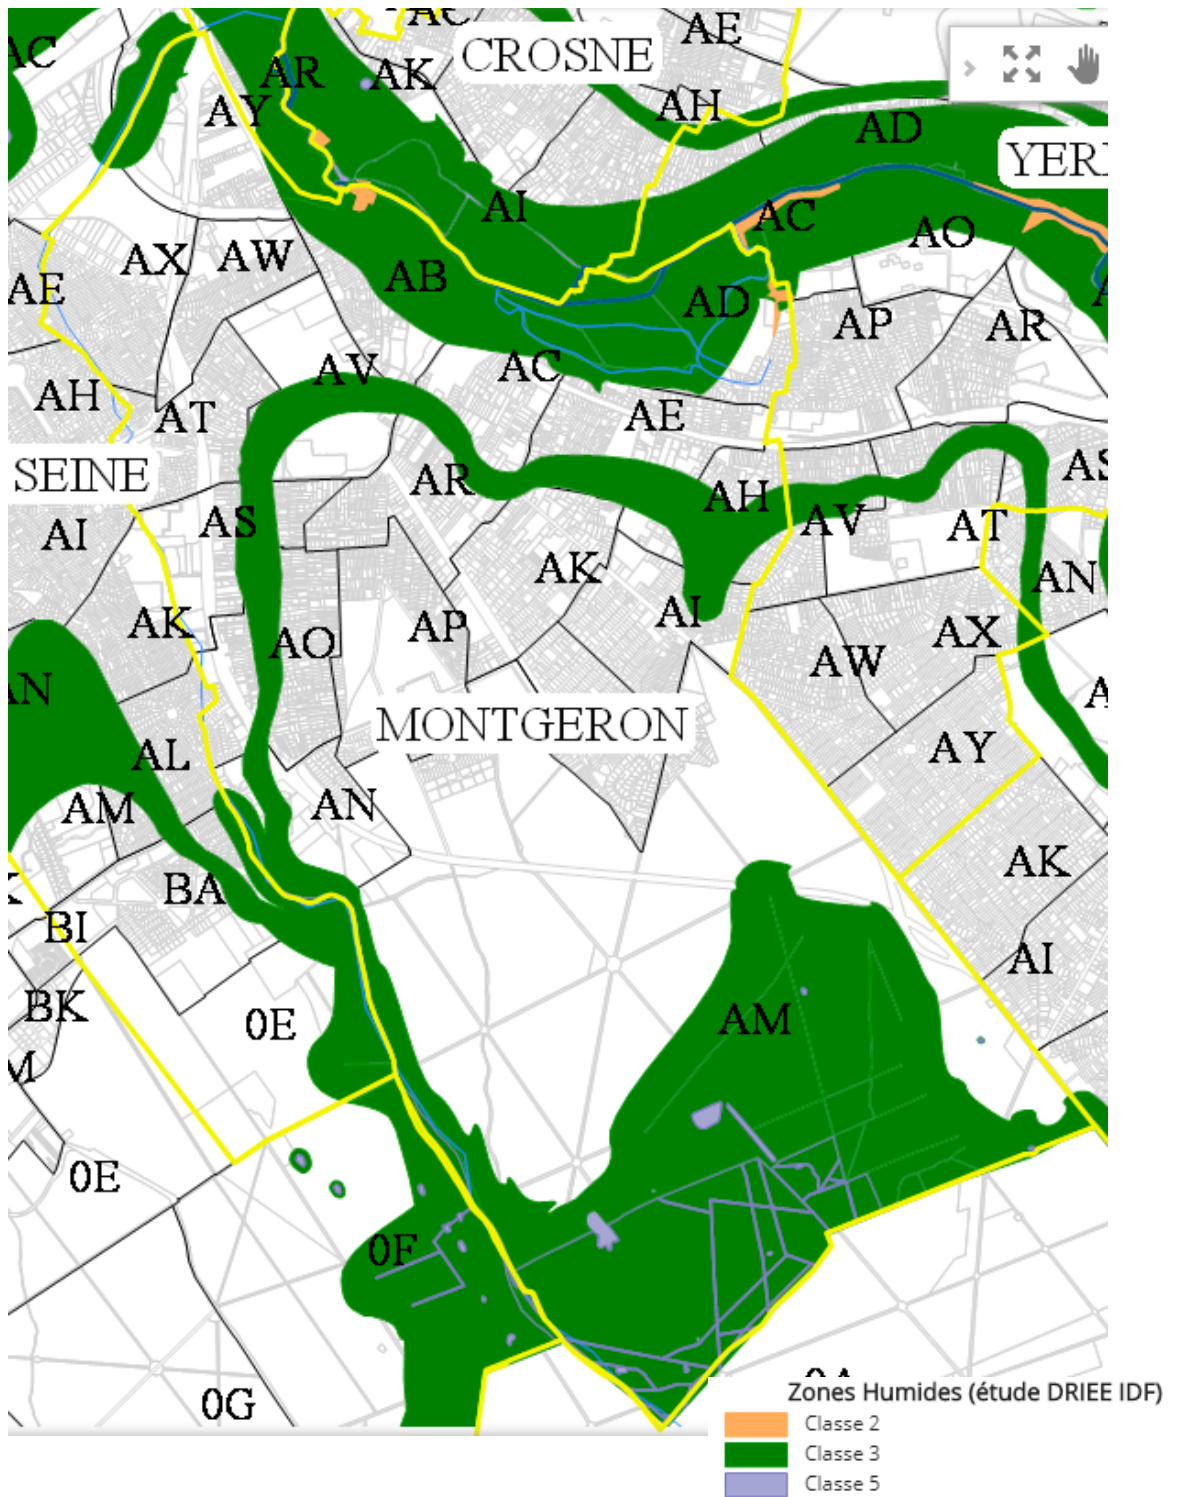 AC
AE
CROSNE
AC
AR
AK
AY
AH
AD
YER
AI
AC
AO
AX
AW
AB
AE
AD
AP
AR
AV
AC
AH
AT
AE
SEINE
AR
AS
AH
AS
AI
AV
AT
AK
AN
AK
AI
AO
AP
AX
AW
AN
MONTGERON
AL
AY
AM
AN
AK
BA
BI
AI
BK
0E
AM
M
0E
0F
0G
0A
Zones Humides (étude DRIEE IDF)
Classe 2
Classe 3
Classe 5